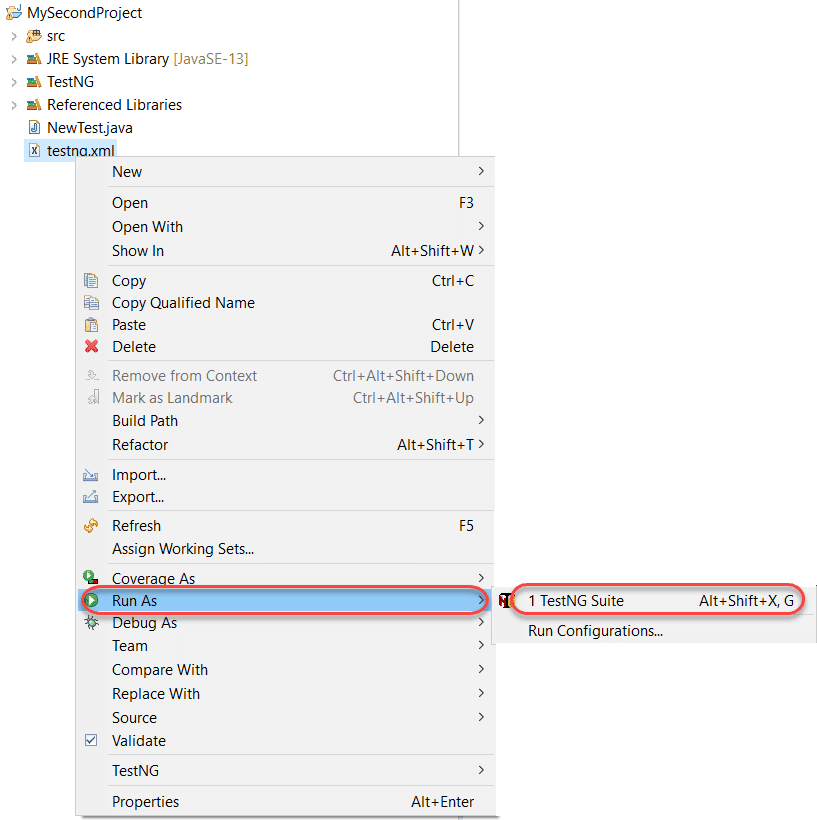 MySecondProject
src
JRE System Library [JavaSE-13]
TestNG
Referenced Libraries
NewTest.java
testng.xml
New
Open F3
Open With
Show In Alt+Shift+W
Copy Ctrl+C
Copy Qualified Name
Paste Ctrl+V
Delete Delete
Remove from Context Ctrl+Alt+Shift+Down
Mark as Landmark Ctrl+Alt+Shift+Up
Build Path
Refactor Alt+Shift+T
Import...
Export...
Refresh F5
Assign Working Sets...
Coverage As
Run As
1 TestNG Suite Alt+Shift+X, G
Debug As
Run Configurations...
Team
Compare With
Replace With
Source
Validate
TestNG
Properties Alt+Enter